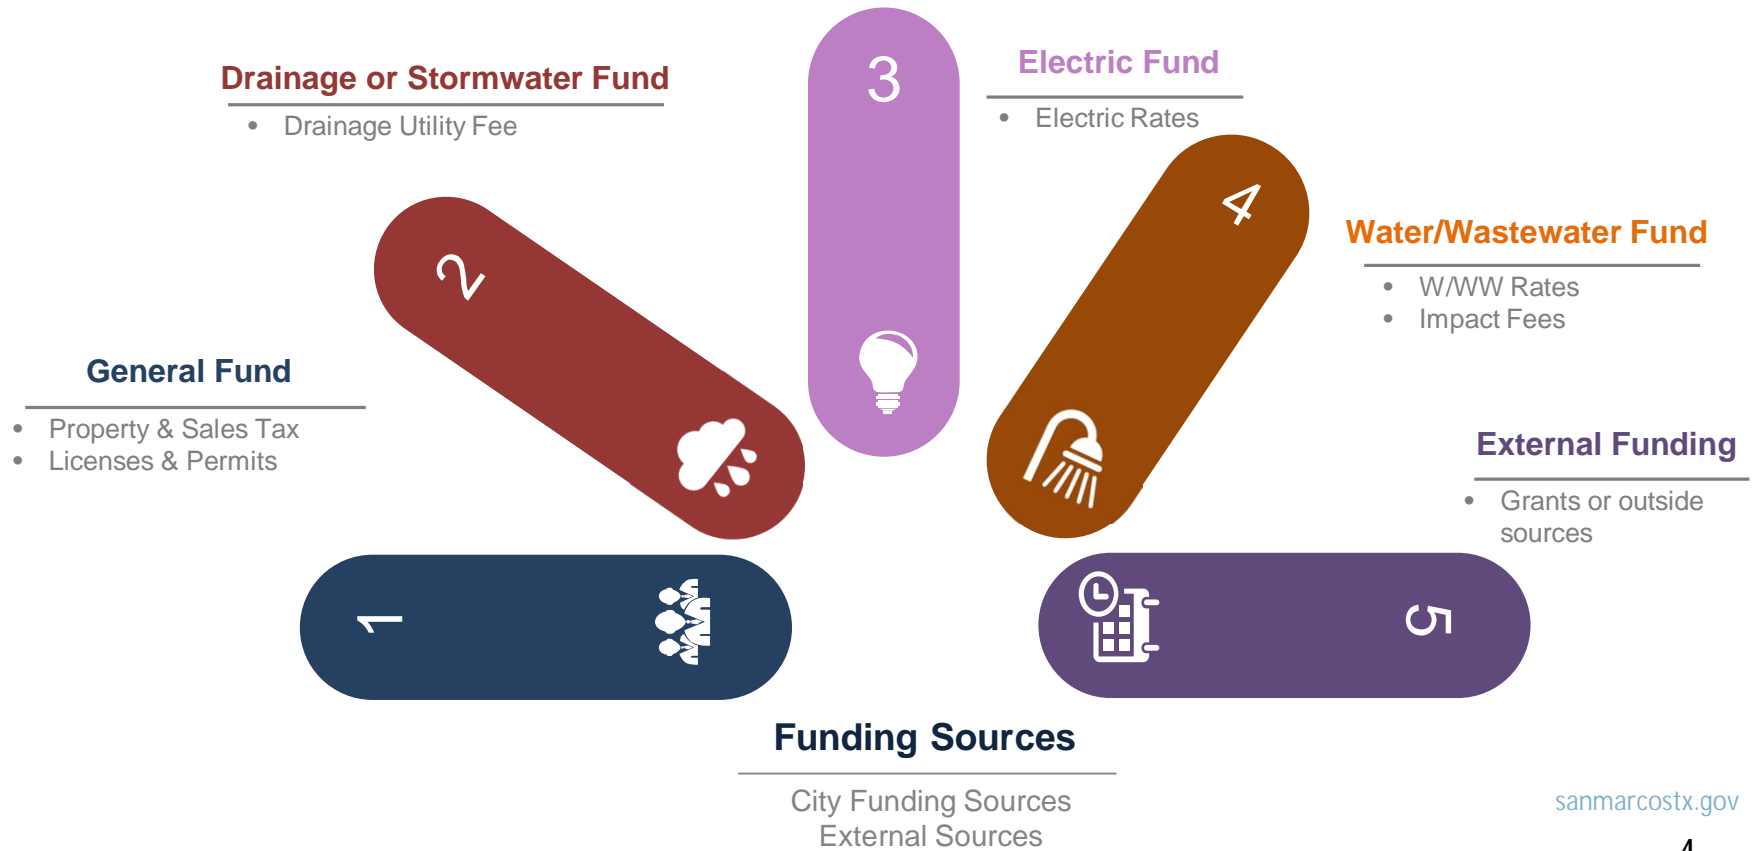 3
Electric Fund
• Electric Rates
Drainage or Stormwater Fund
• Drainage Utility Fee
2
4
Water/Wastewater Fund
• W/WW Rates
• Impact Fees
General Fund
• Property & Sales Tax
• Licenses & Permits
External Funding
• Grants or outside
sources
1
5
Funding Sources
City Funding Sources
External Sources
sanmarcostx.gov
4